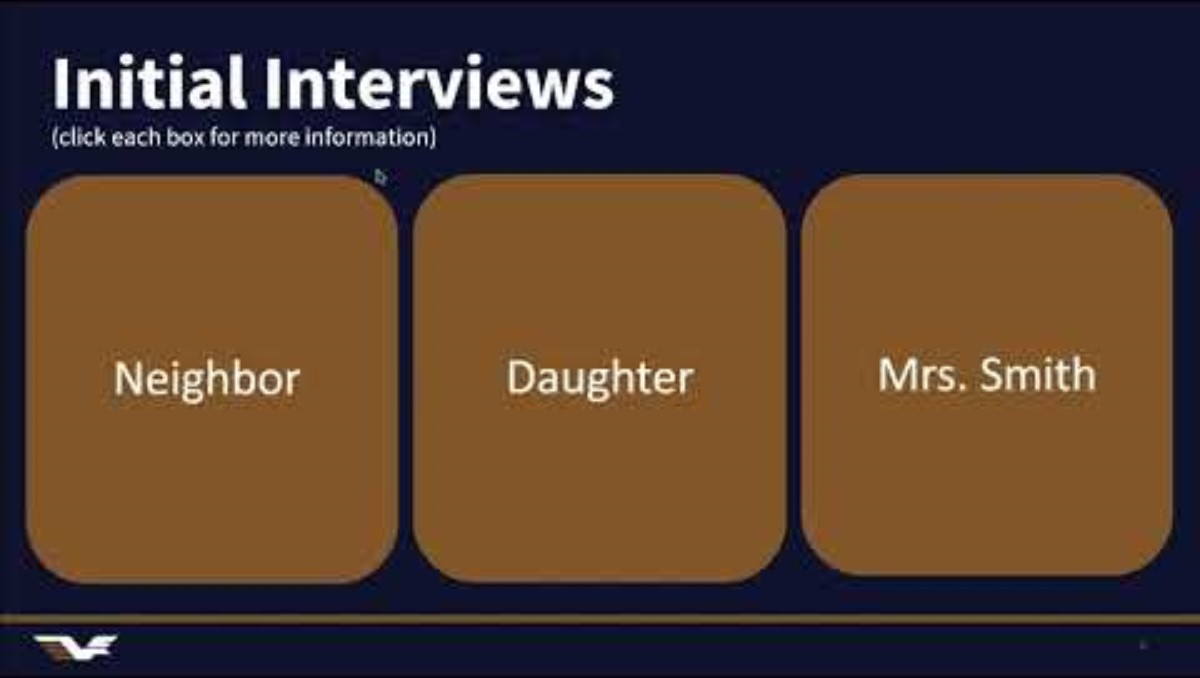 Initial Interviews
(click each box for more information)
Neighbor
Daughter
Mrs. Smith